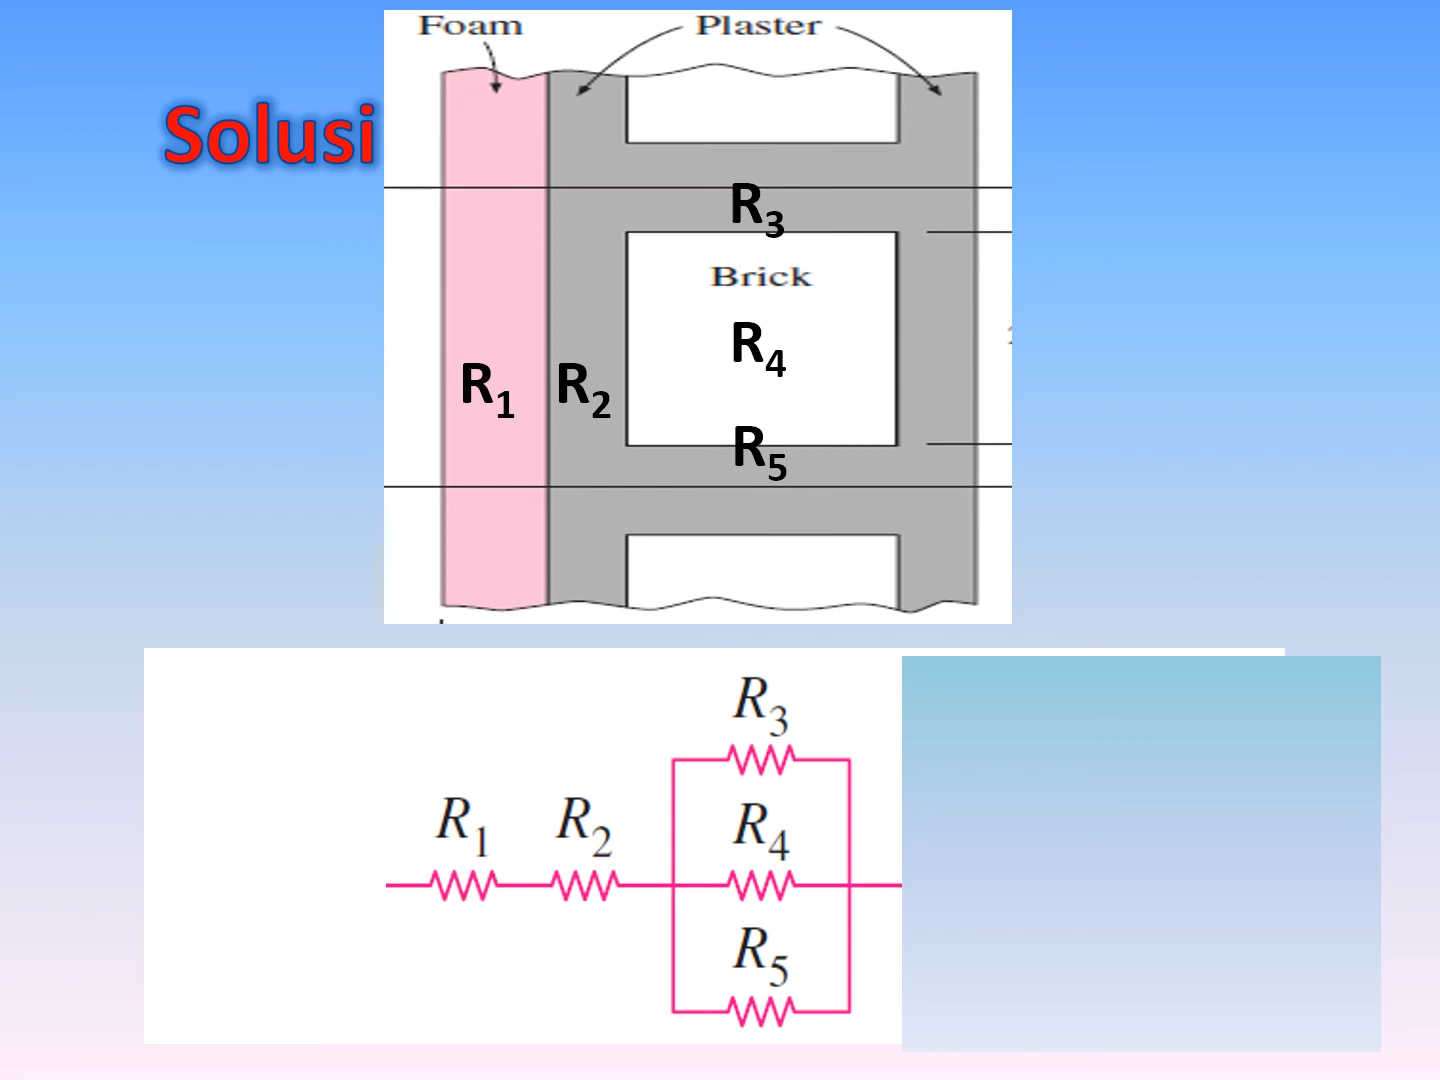 Foam Plaster
Solusi
R3
Brick
R4
R1 R2
R5
R3
R1 R2 R4
R5